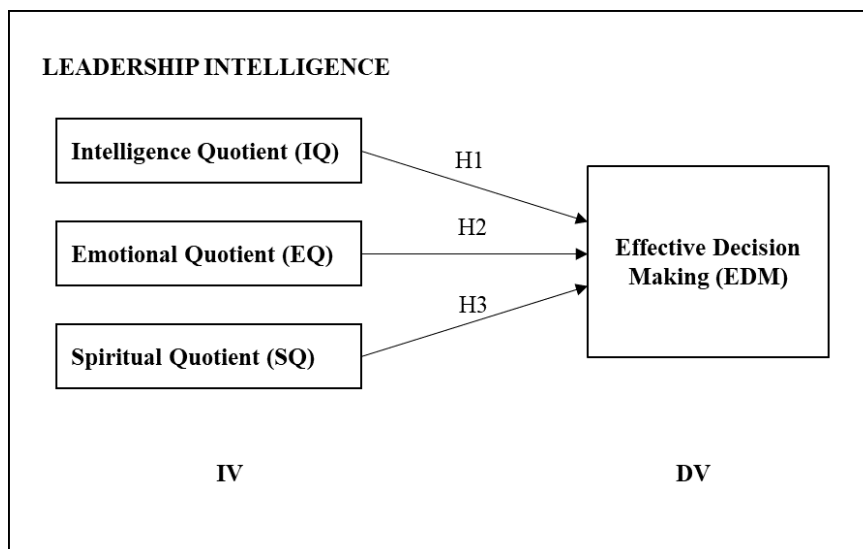 LEADERSHIP INTELLIGENCE
Intelligence Quotient (IQ)
H1
Emotional Quotient (EQ)
H2
Effective Decision
Making (EDM)
H3
Spiritual Quotient (SQ)
IV
DV